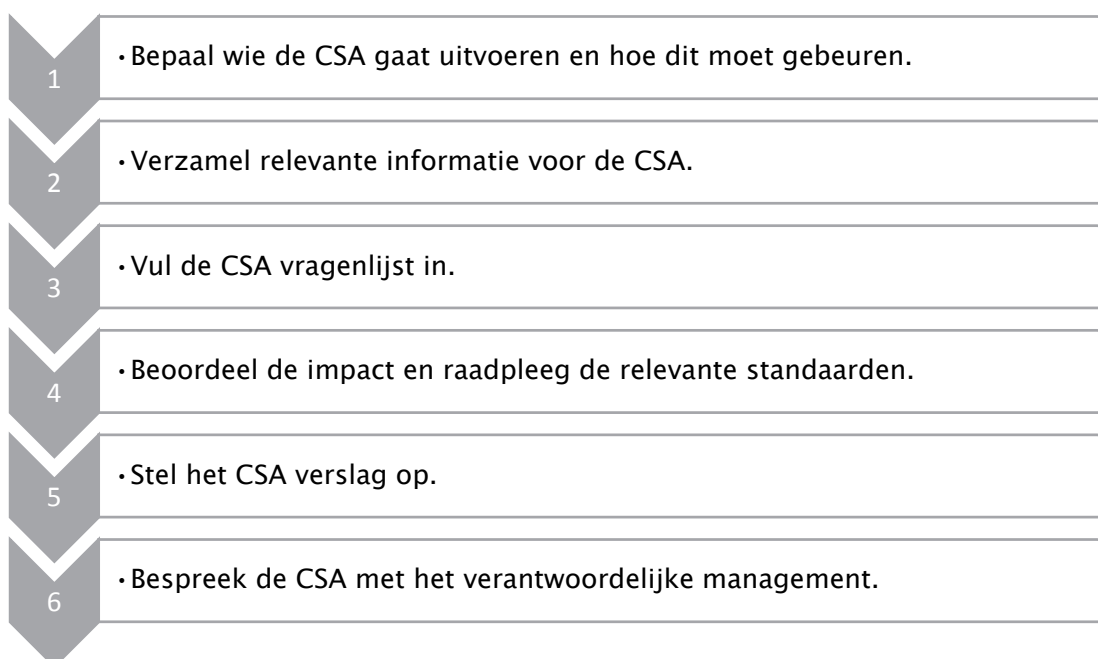 1
• Bepaal wie de CSA gaat uitvoeren en hoe dit moet gebeuren.
2
• Verzamel relevante informatie voor de CSA.
3
• Vul de CSA vragenlijst in.
4
• Beoordeel de impact en raadpleeg de relevante standaarden.
5
• Stel het CSA verslag op.
6
• Bespreek de CSA met het verantwoordelijke management.